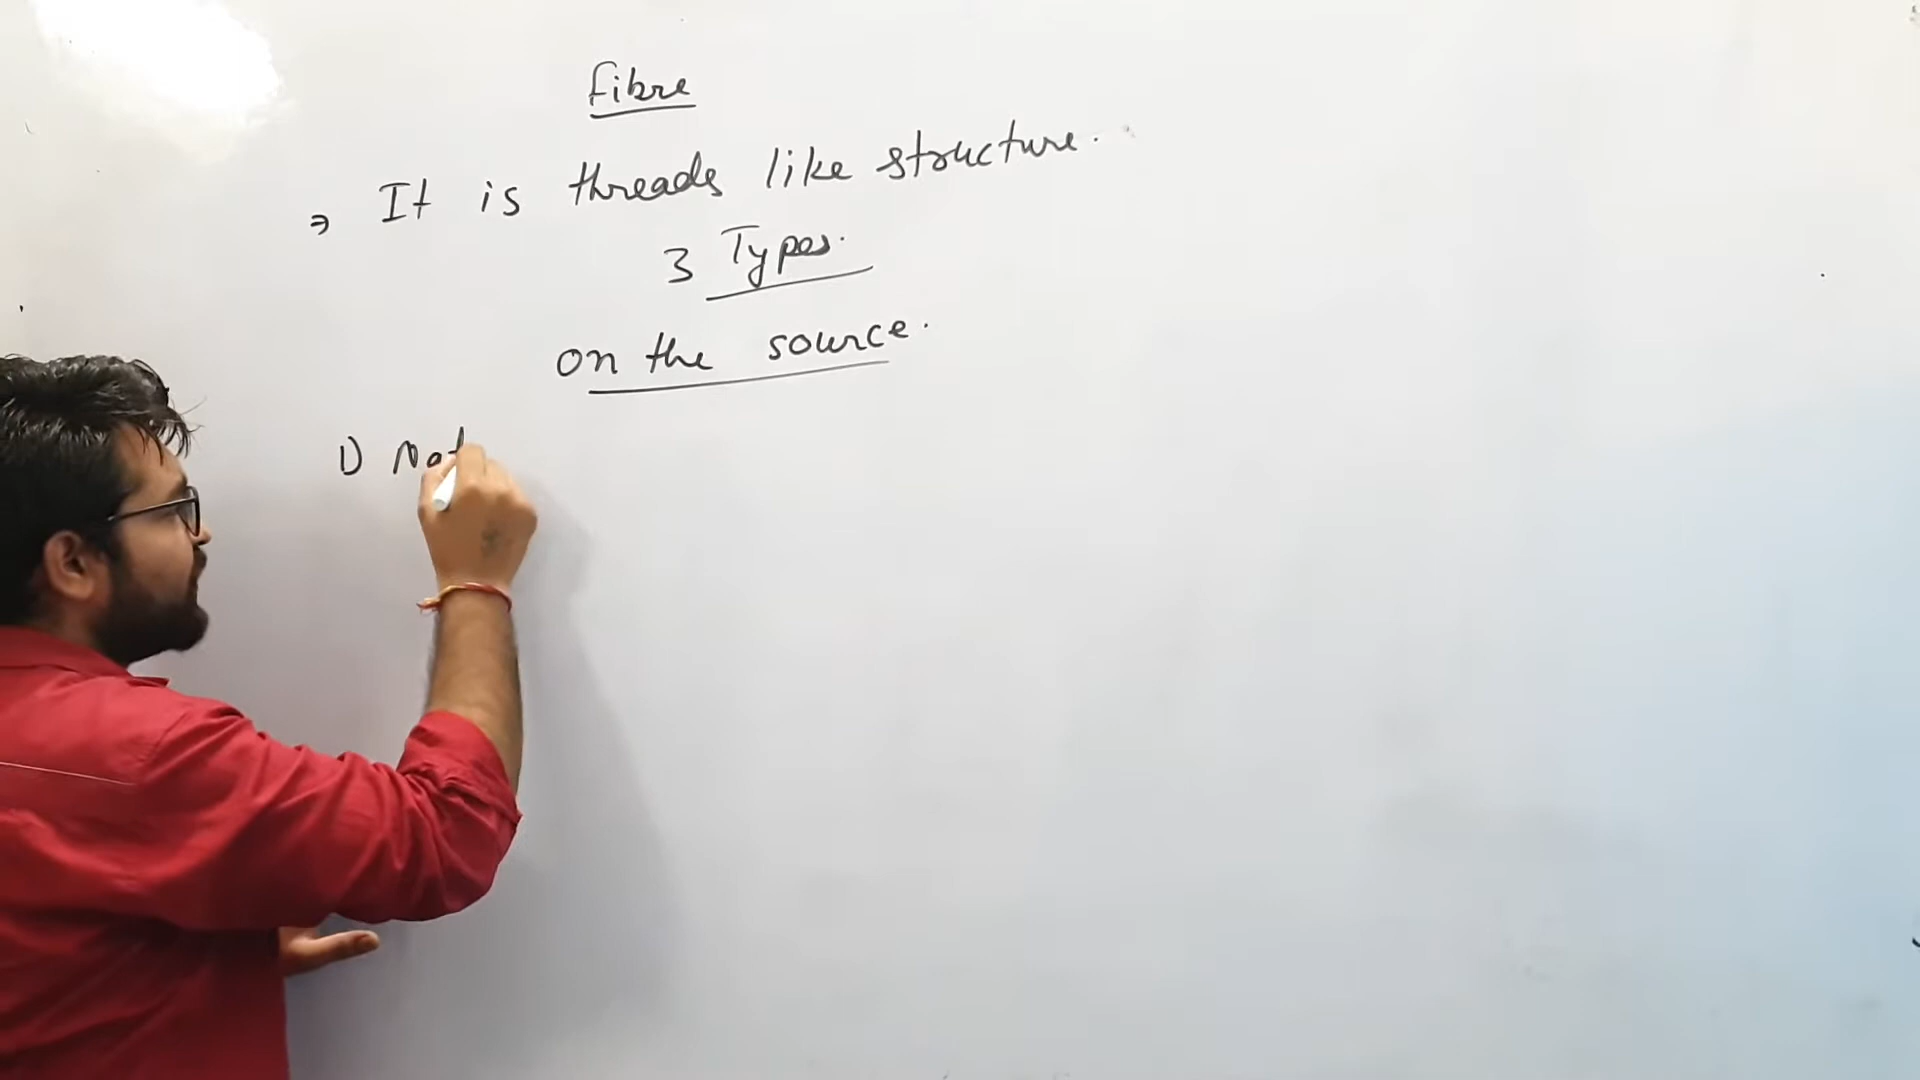 Fibre
⇒ It is threads like structure.
3 Types.
on the source.
1) Nat